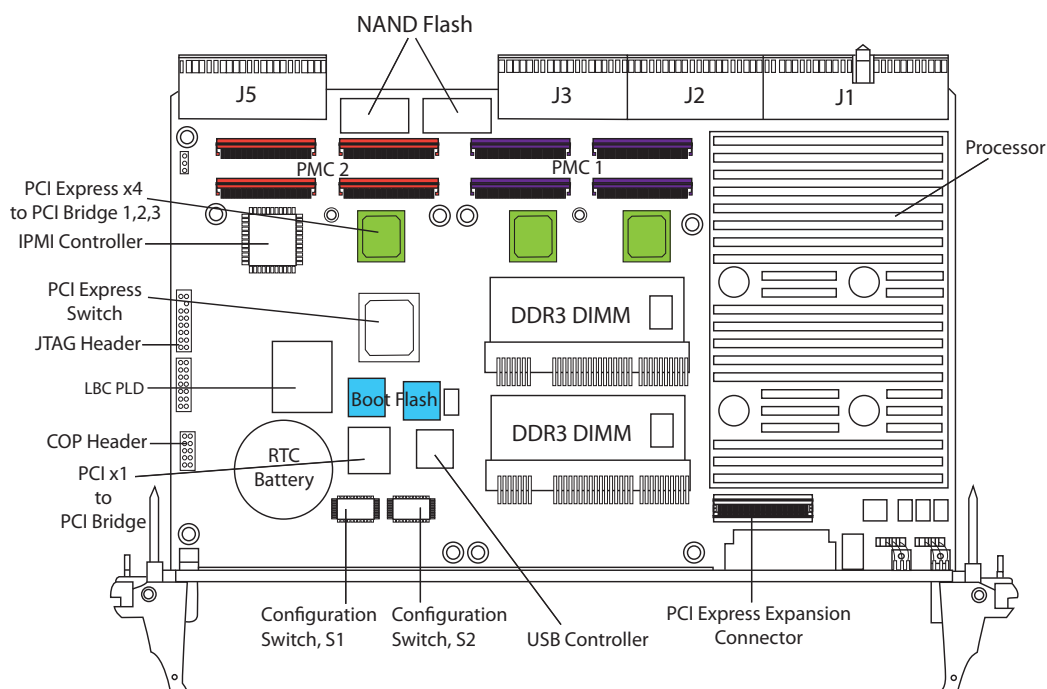 NAND Flash
J5
J3
J2
J1
Processor
PMC 2
PMC 1
PCI Express x4
to PCI Bridge 1,2,3
IPMI Controller
PCI Express
Switch
DDR3 DIMM
JTAG Header
LBC PLD
Boot Flash
COP Header
DDR3 DIMM
RTC
Battery
PCI x1
to
PCI Bridge
Configuration
Switch, S1
Configuration
Switch, S2
USB Controller
PCI Express Expansion
Connector